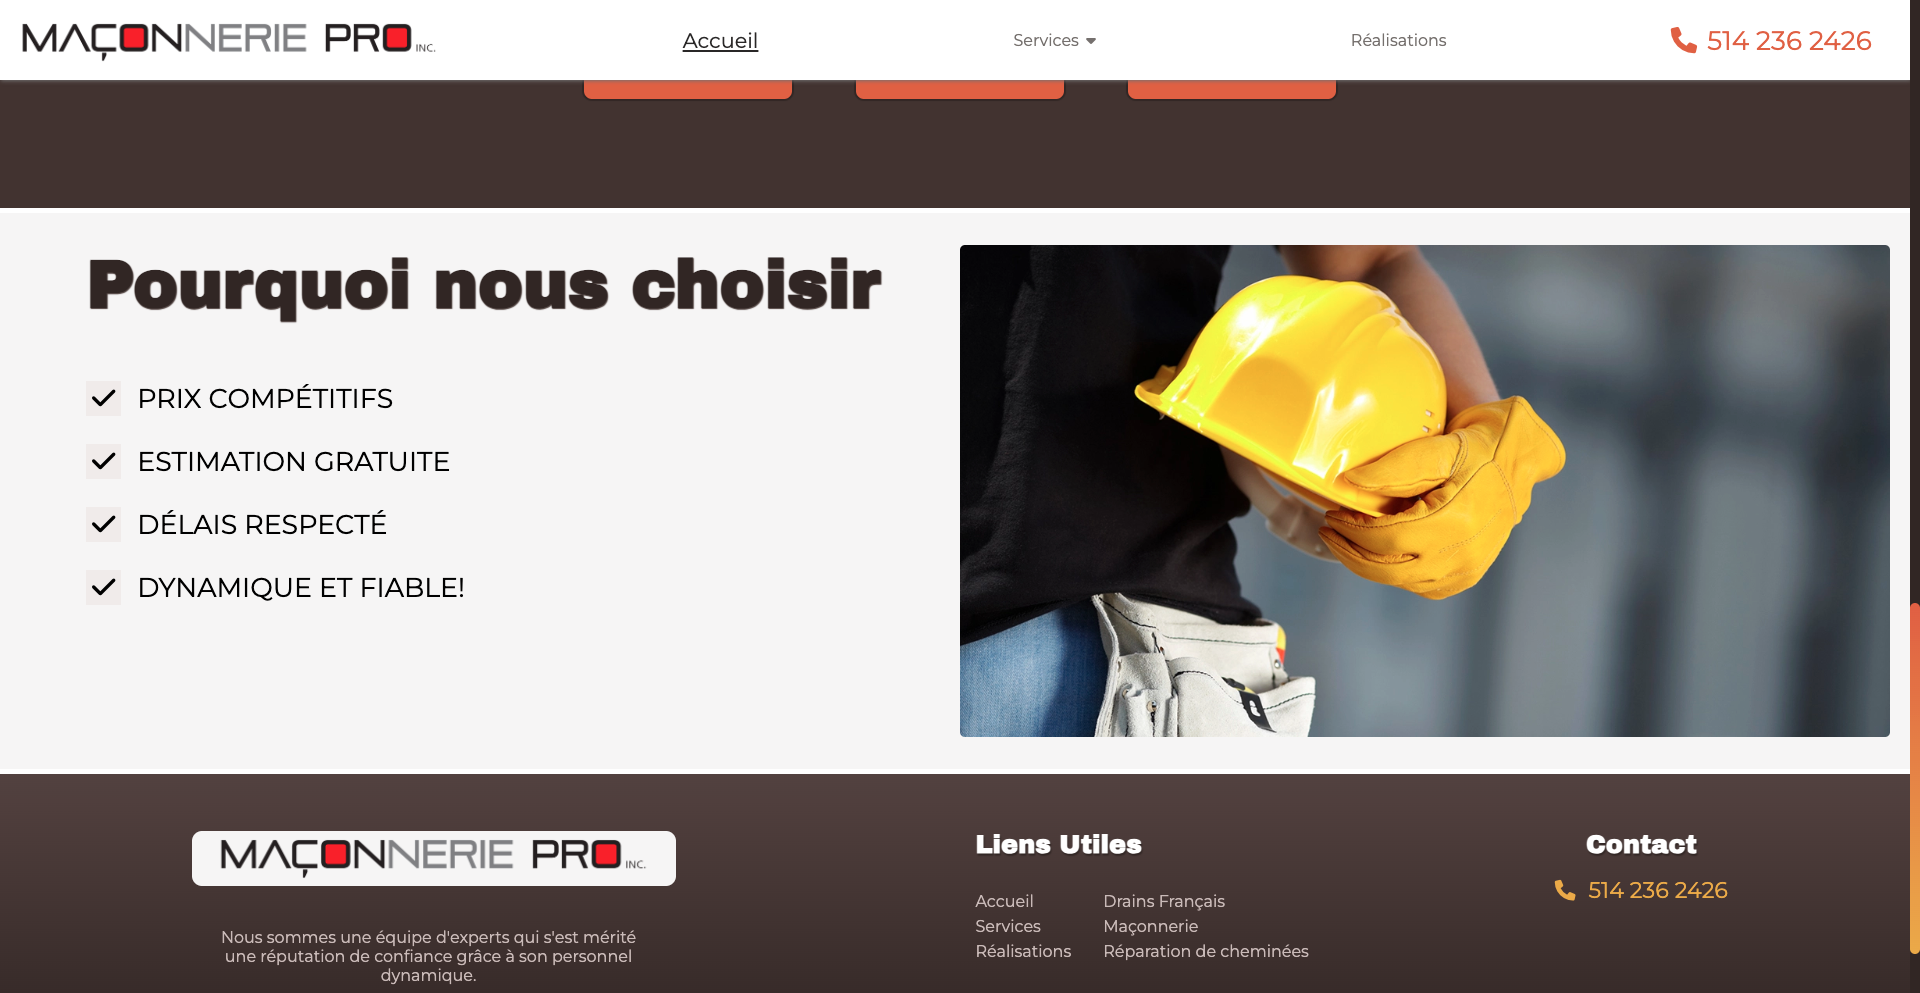 MAÇONNERIE PRO INC.
Accueil
Services
Réalisations
514 236 2426
Pourquoi nous choisir
PRIX COMPÉTITIFS
ESTIMATION GRATUITE
DÉLAIS RESPECTÉ
DYNAMIQUE ET FIABLE!
MAÇONNERIE PRO INC.
Nous sommes une équipe d'experts qui s'est mérité
une réputation de confiance grâce à son personnel
dynamique.
Liens Utiles
Accueil
Services
Réalisations
Drains Français
Maçonnerie
Réparation de cheminées
Contact
514 236 2426